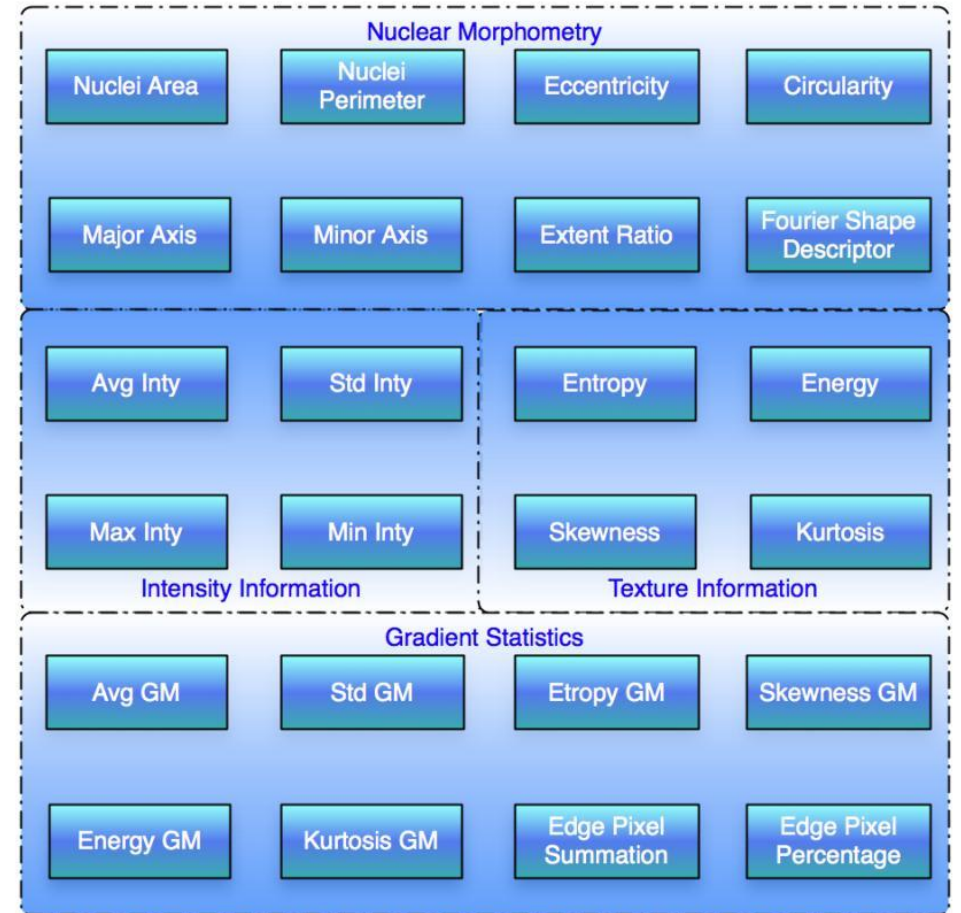 Nuclear Morphometry
Nuclei Area
Nuclei
Perimeter
Eccentricity
Circularity
Major Axis
Minor Axis
Extent Ratio
Fourier Shape
Descriptor
Avg Inty
Std Inty
Max Inty
Min Inty
Intensity Information
Entropy
Energy
Skewness
Kurtosis
Texture Information
Gradient Statistics
Avg GM
Std GM
Etropy GM
Skewness GM
Energy GM
Kurtosis GM
Edge Pixel
Summation
Edge Pixel
Percentage